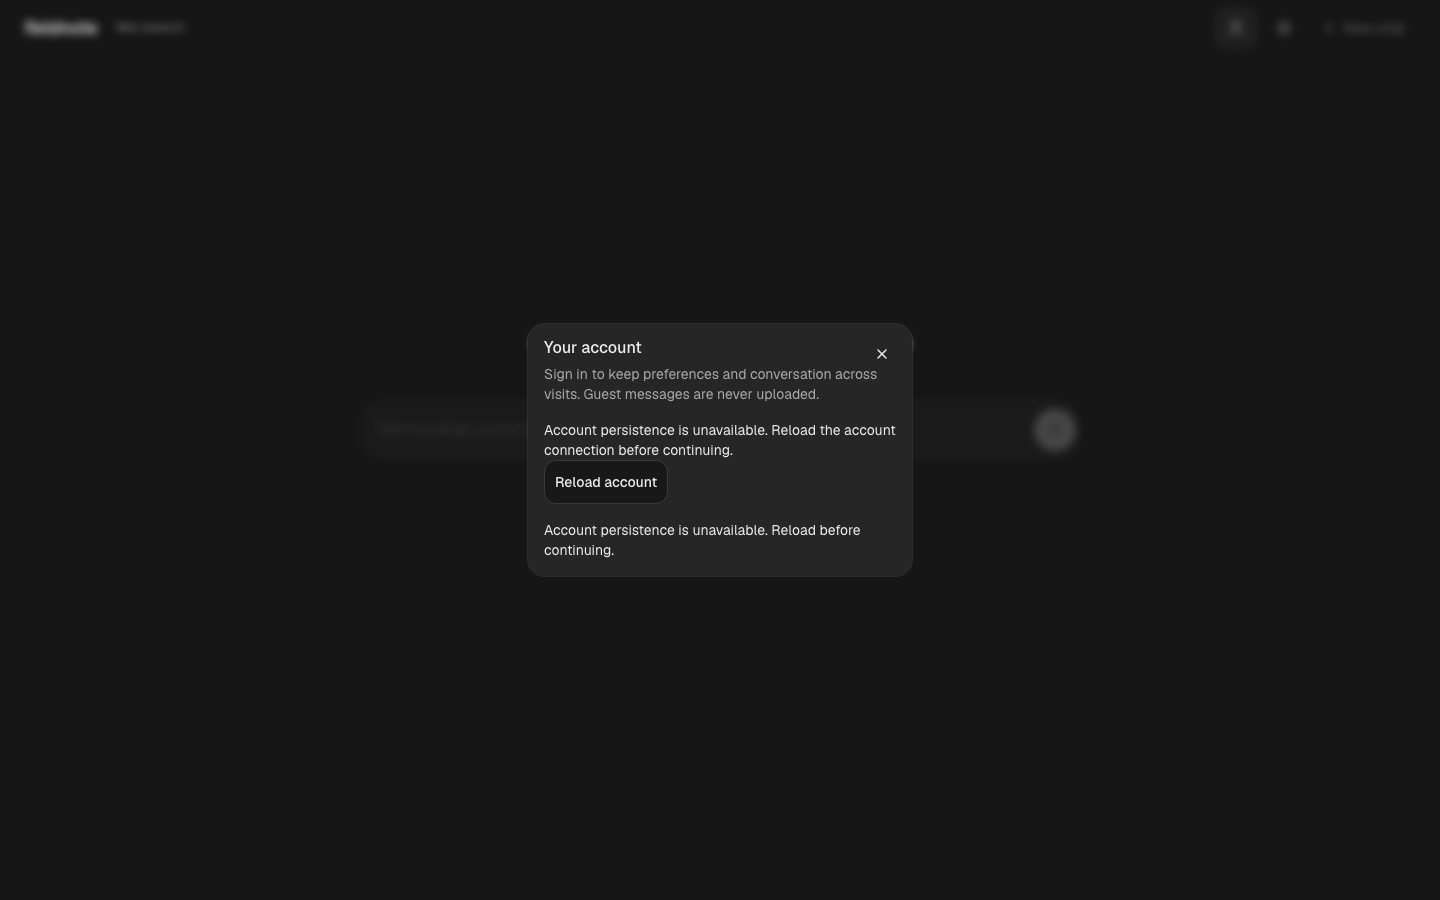 fieldnote
Your account
Sign in to keep preferences and conversation across
visits. Guest messages are never uploaded.
Account persistence is unavailable. Reload the account
connection before continuing.
Reload account
Account persistence is unavailable. Reload before
continuing.